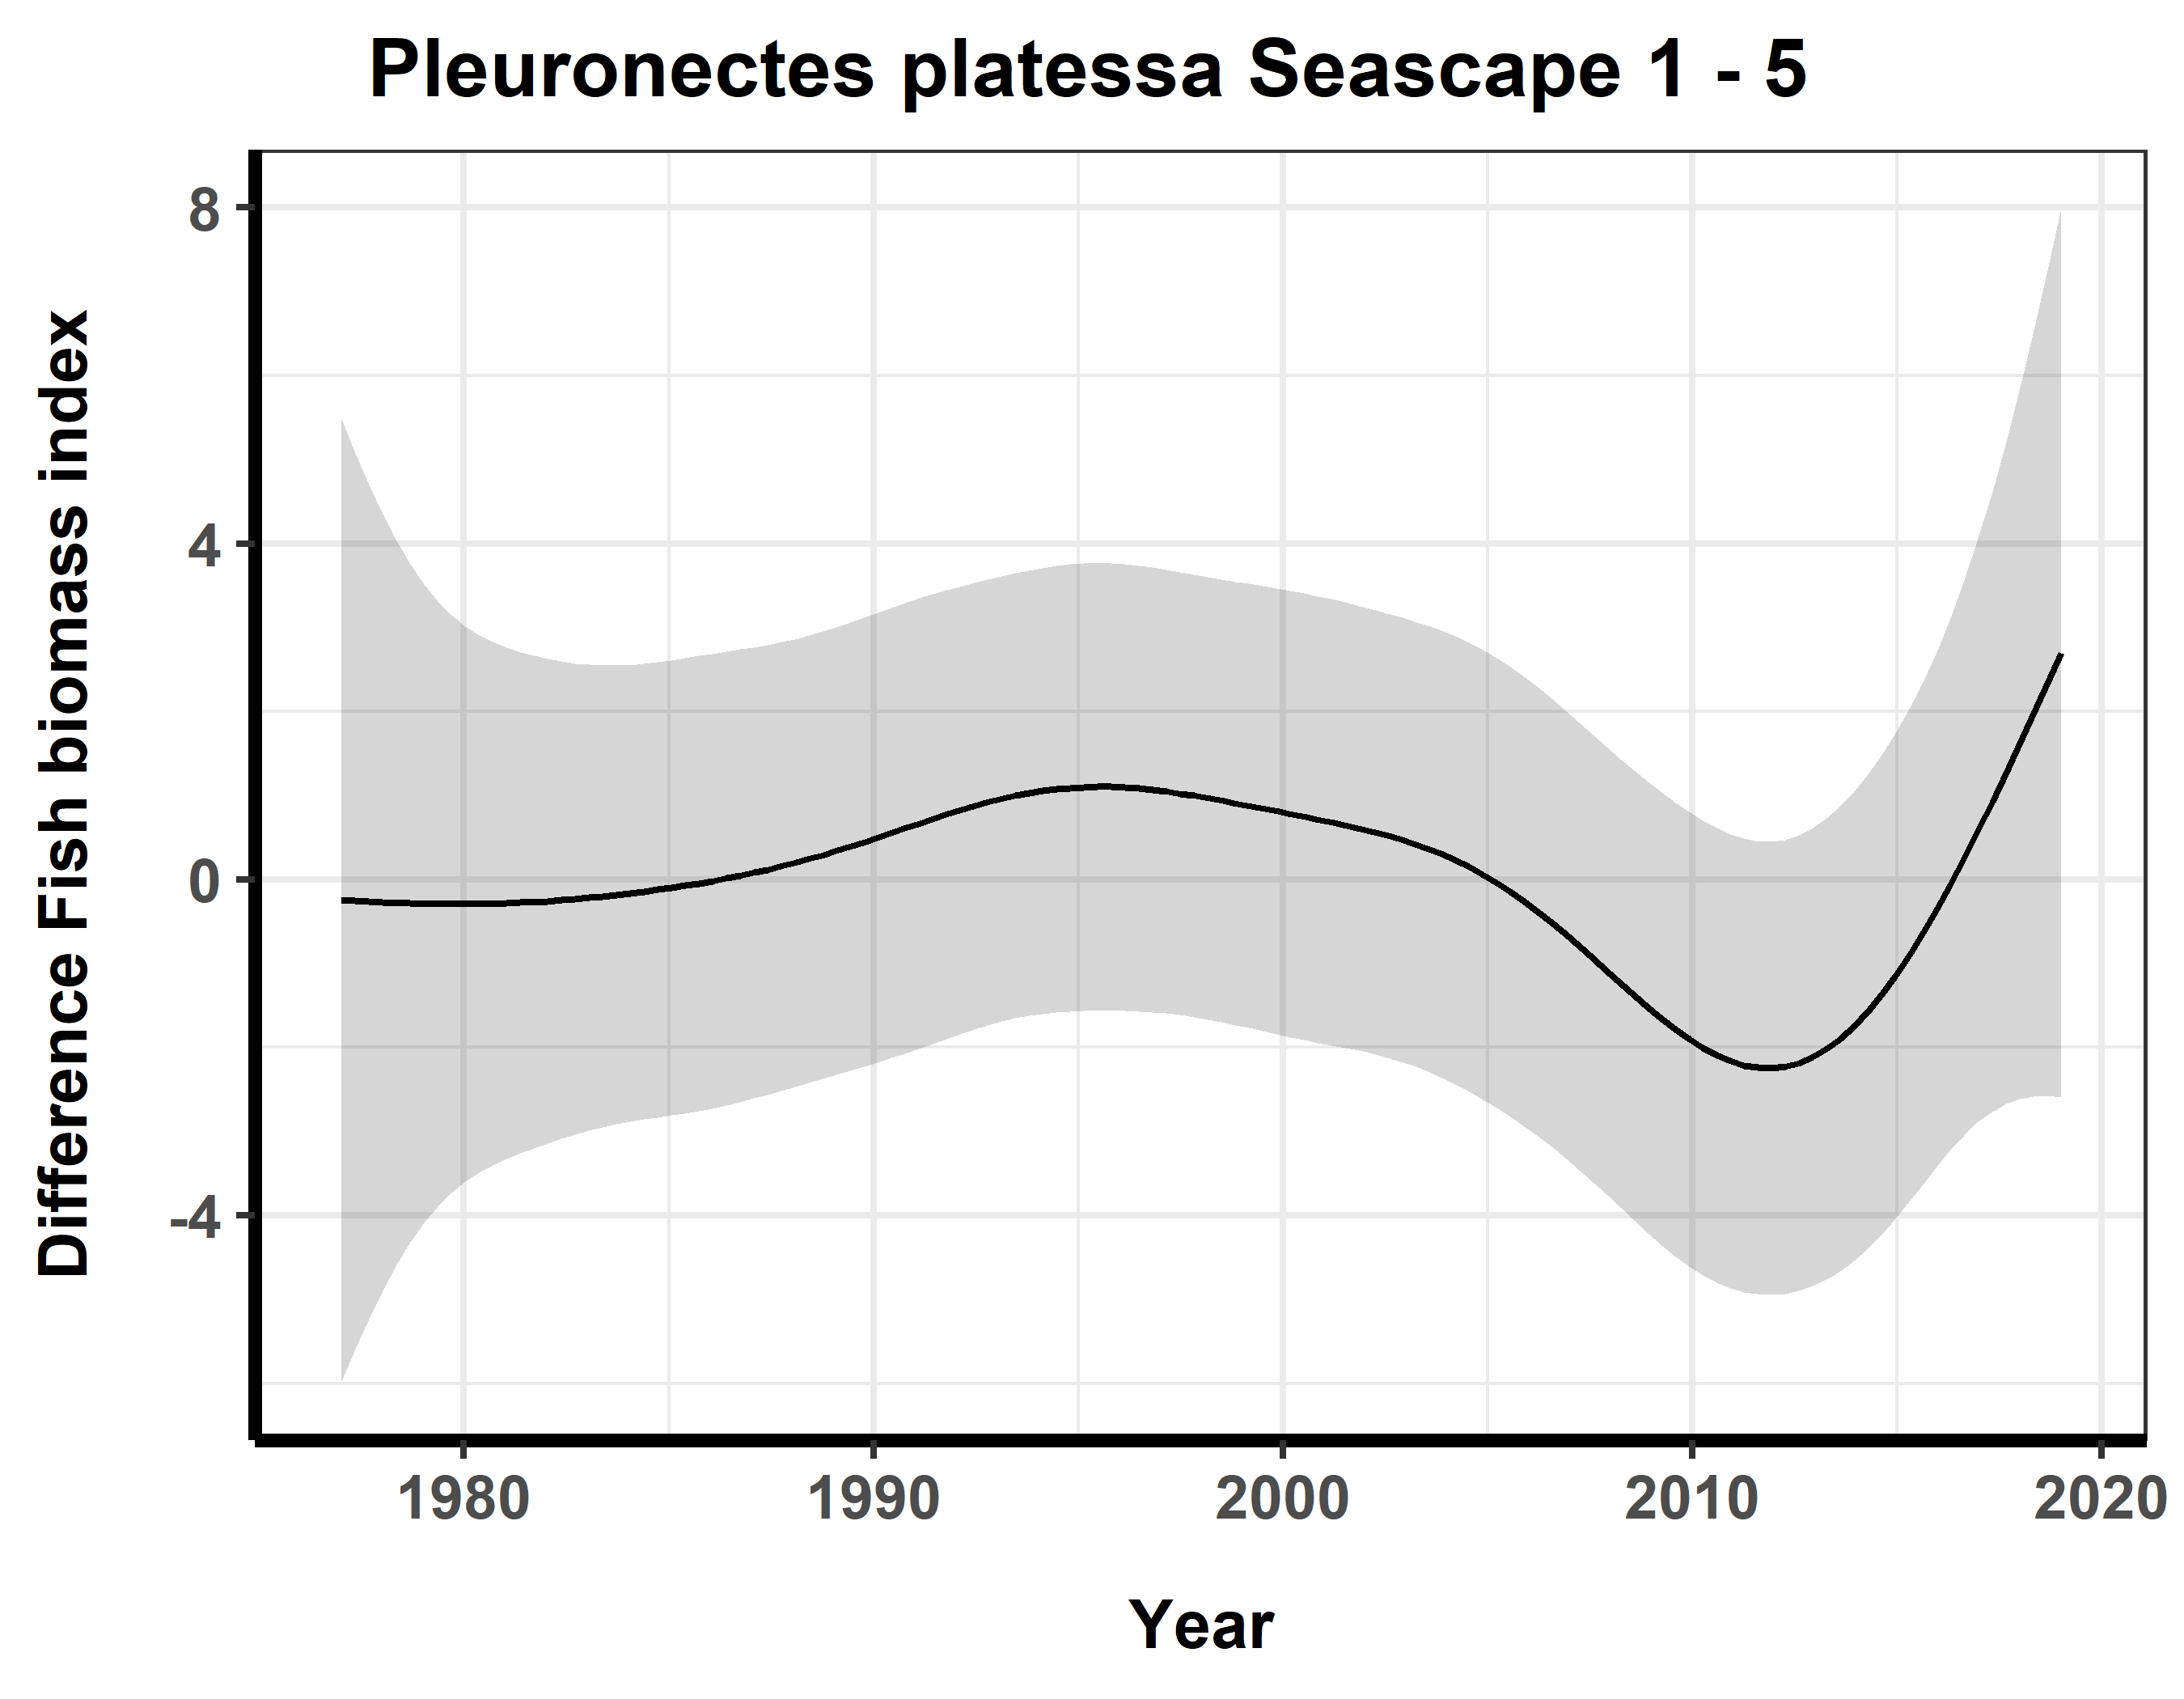 Pleuronectes platessa Seascape 1 - 5
Difference Fish biomass index
8
4
0
-4
1980 1990 2000 2010 2020
Year